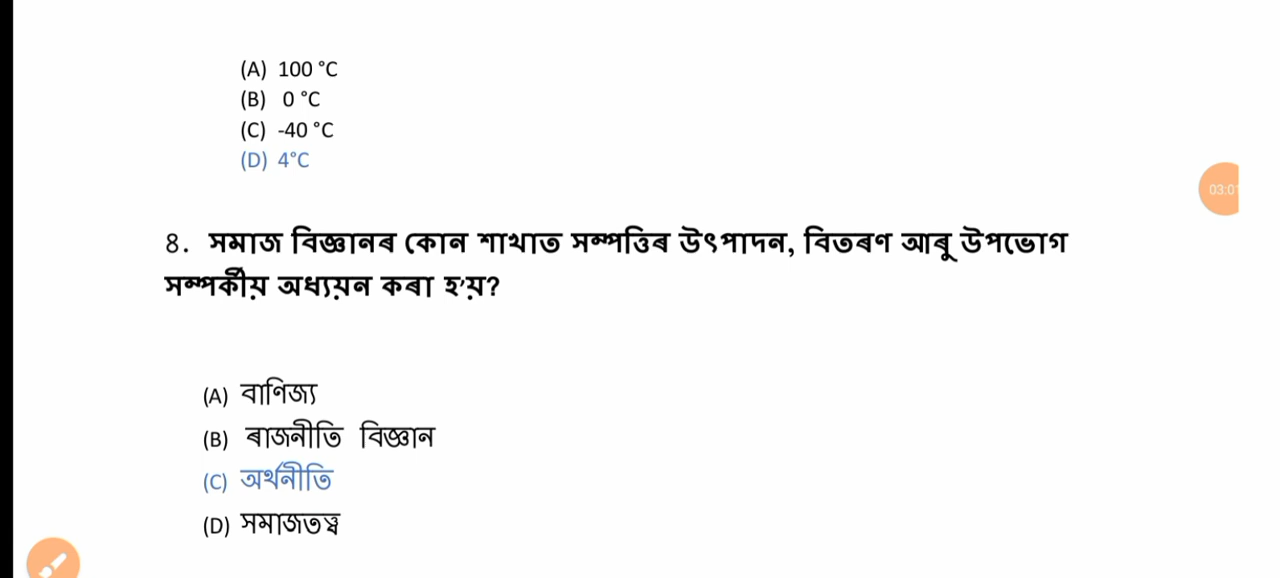 (A) 100 °C
(B) 0 °C
(C) -40 °C
(D) 4°C
8. সমাজ বিজ্ঞানৰ কোন শাখাত সম্পত্তিৰ উৎপাদন, বিতৰণ আৰু উপভোগ
সম্পৰ্কীয় অধ্যয়ন কৰা হ’য়?
(A) বাণিজ্য
(B) ৰাজনীতি বিজ্ঞান
(C) অৰ্থনীতি
(D) সমাজতত্ত্ব